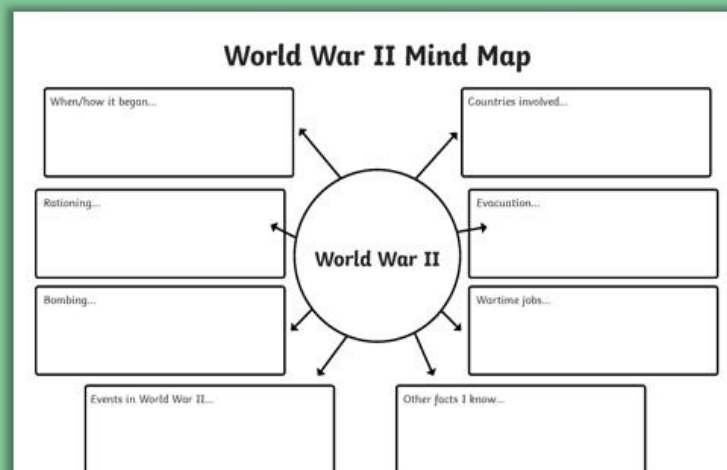 World War II Mind Map
When/how it began...
Countries involved...
Rationing...
Evacuation...
World War II
Bombing...
Wartime jobs...
Events in World War II...
Other facts I know...